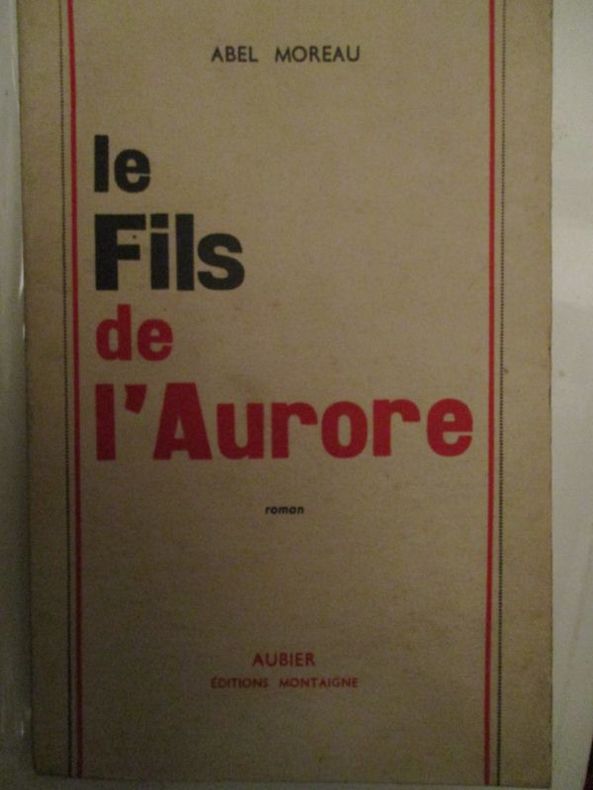 ABEL MOREAU
le
Fils
de
l'Aurore
roman
AUBIER
ÉDITIONS MONTAIGNE